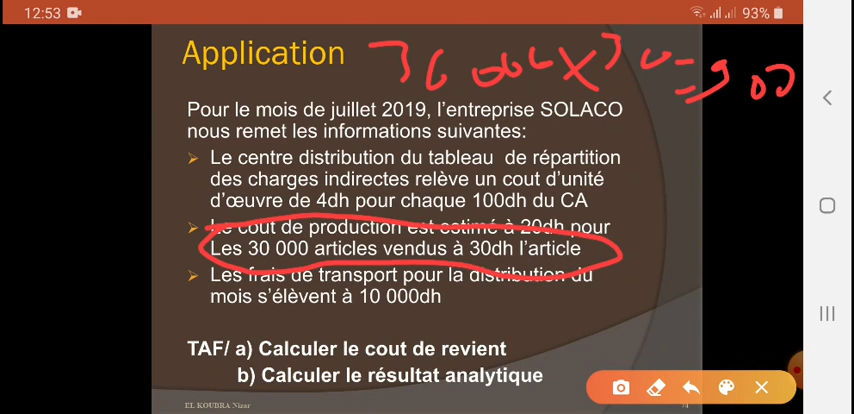 12:53 93%
Application
Pour le mois de juillet 2019, l'entreprise SOLACO
nous remet les informations suivantes:
Le centre distribution du tableau de répartition
des charges indirectes relève un cout d'unité
d'œuvre de 4dh pour chaque 100dh du CA
Le cout de production est estimé à 20dh pour
Les 30 000 articles vendus à 30dh l'article
Les frais de transport pour la distribution du
mois s'élèvent à 10 000dh
TAF/ a) Calculer le cout de revient
b) Calculer le résultat analytique
EL KOUBRA Nizar